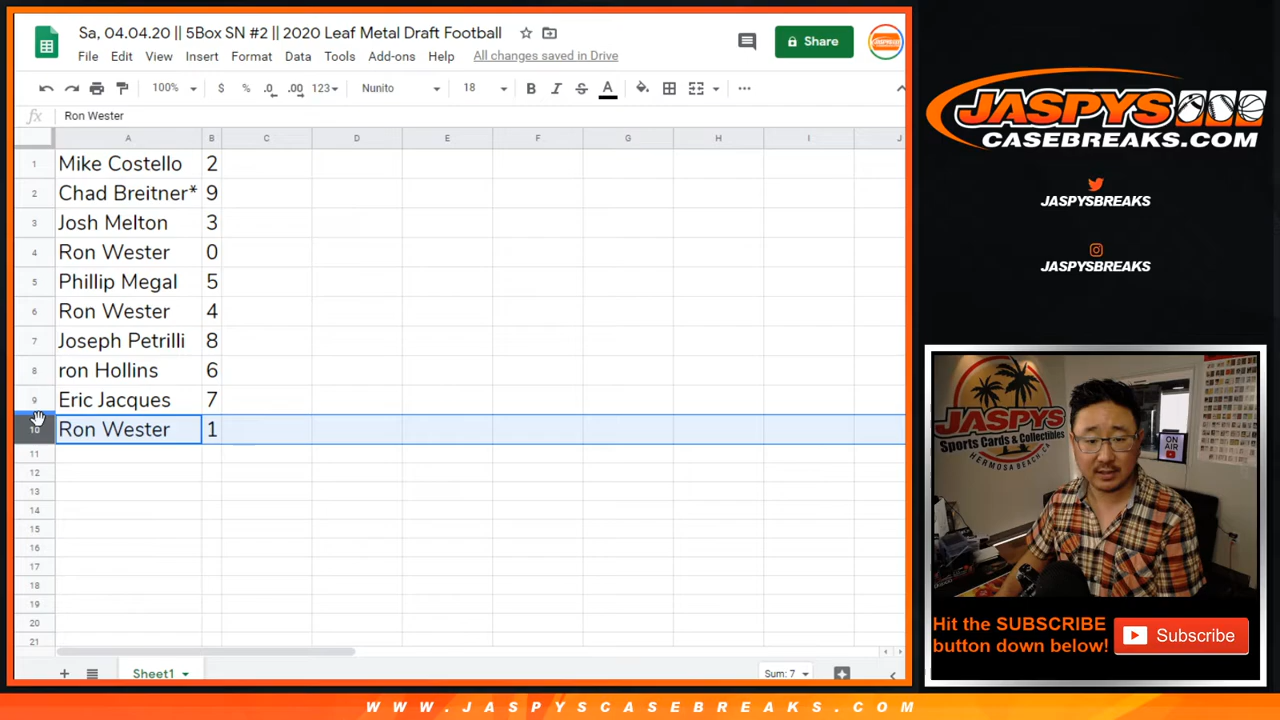 Sa, 04.04.20 || 5Box SN #2 || 2020 Leaf Metal Draft Football
File Edit View Insert Format Data Tools Add-ons Help All changes saved in Drive
Share
100% $ % .0 .00 123 Nunito 18 B I S A
fx Ron Wester
A B C D E F G H I J
1 Mike Costello 2
2 Chad Breitner* 9
3 Josh Melton 3
4 Ron Wester 0
5 Phillip Megal 5
6 Ron Wester 4
7 Joseph Petrilli 8
8 ron Hollins 6
9 Eric Jacques 7
10 Ron Wester 1
11
12
13
14
15
16
17
18
19
20
21
Sheet1
Sum: 7
JASPYS
CASEBREAKS.COM
JASPYSBREAKS
JASPYSBREAKS
JASPYS
Sports Cards & Collectibles
HERMOSA BEACH, CA
ON AIR
Hit the SUBSCRIBE
button down below!
Subscribe
WWW.JASPYSCASEBREAKS.COM